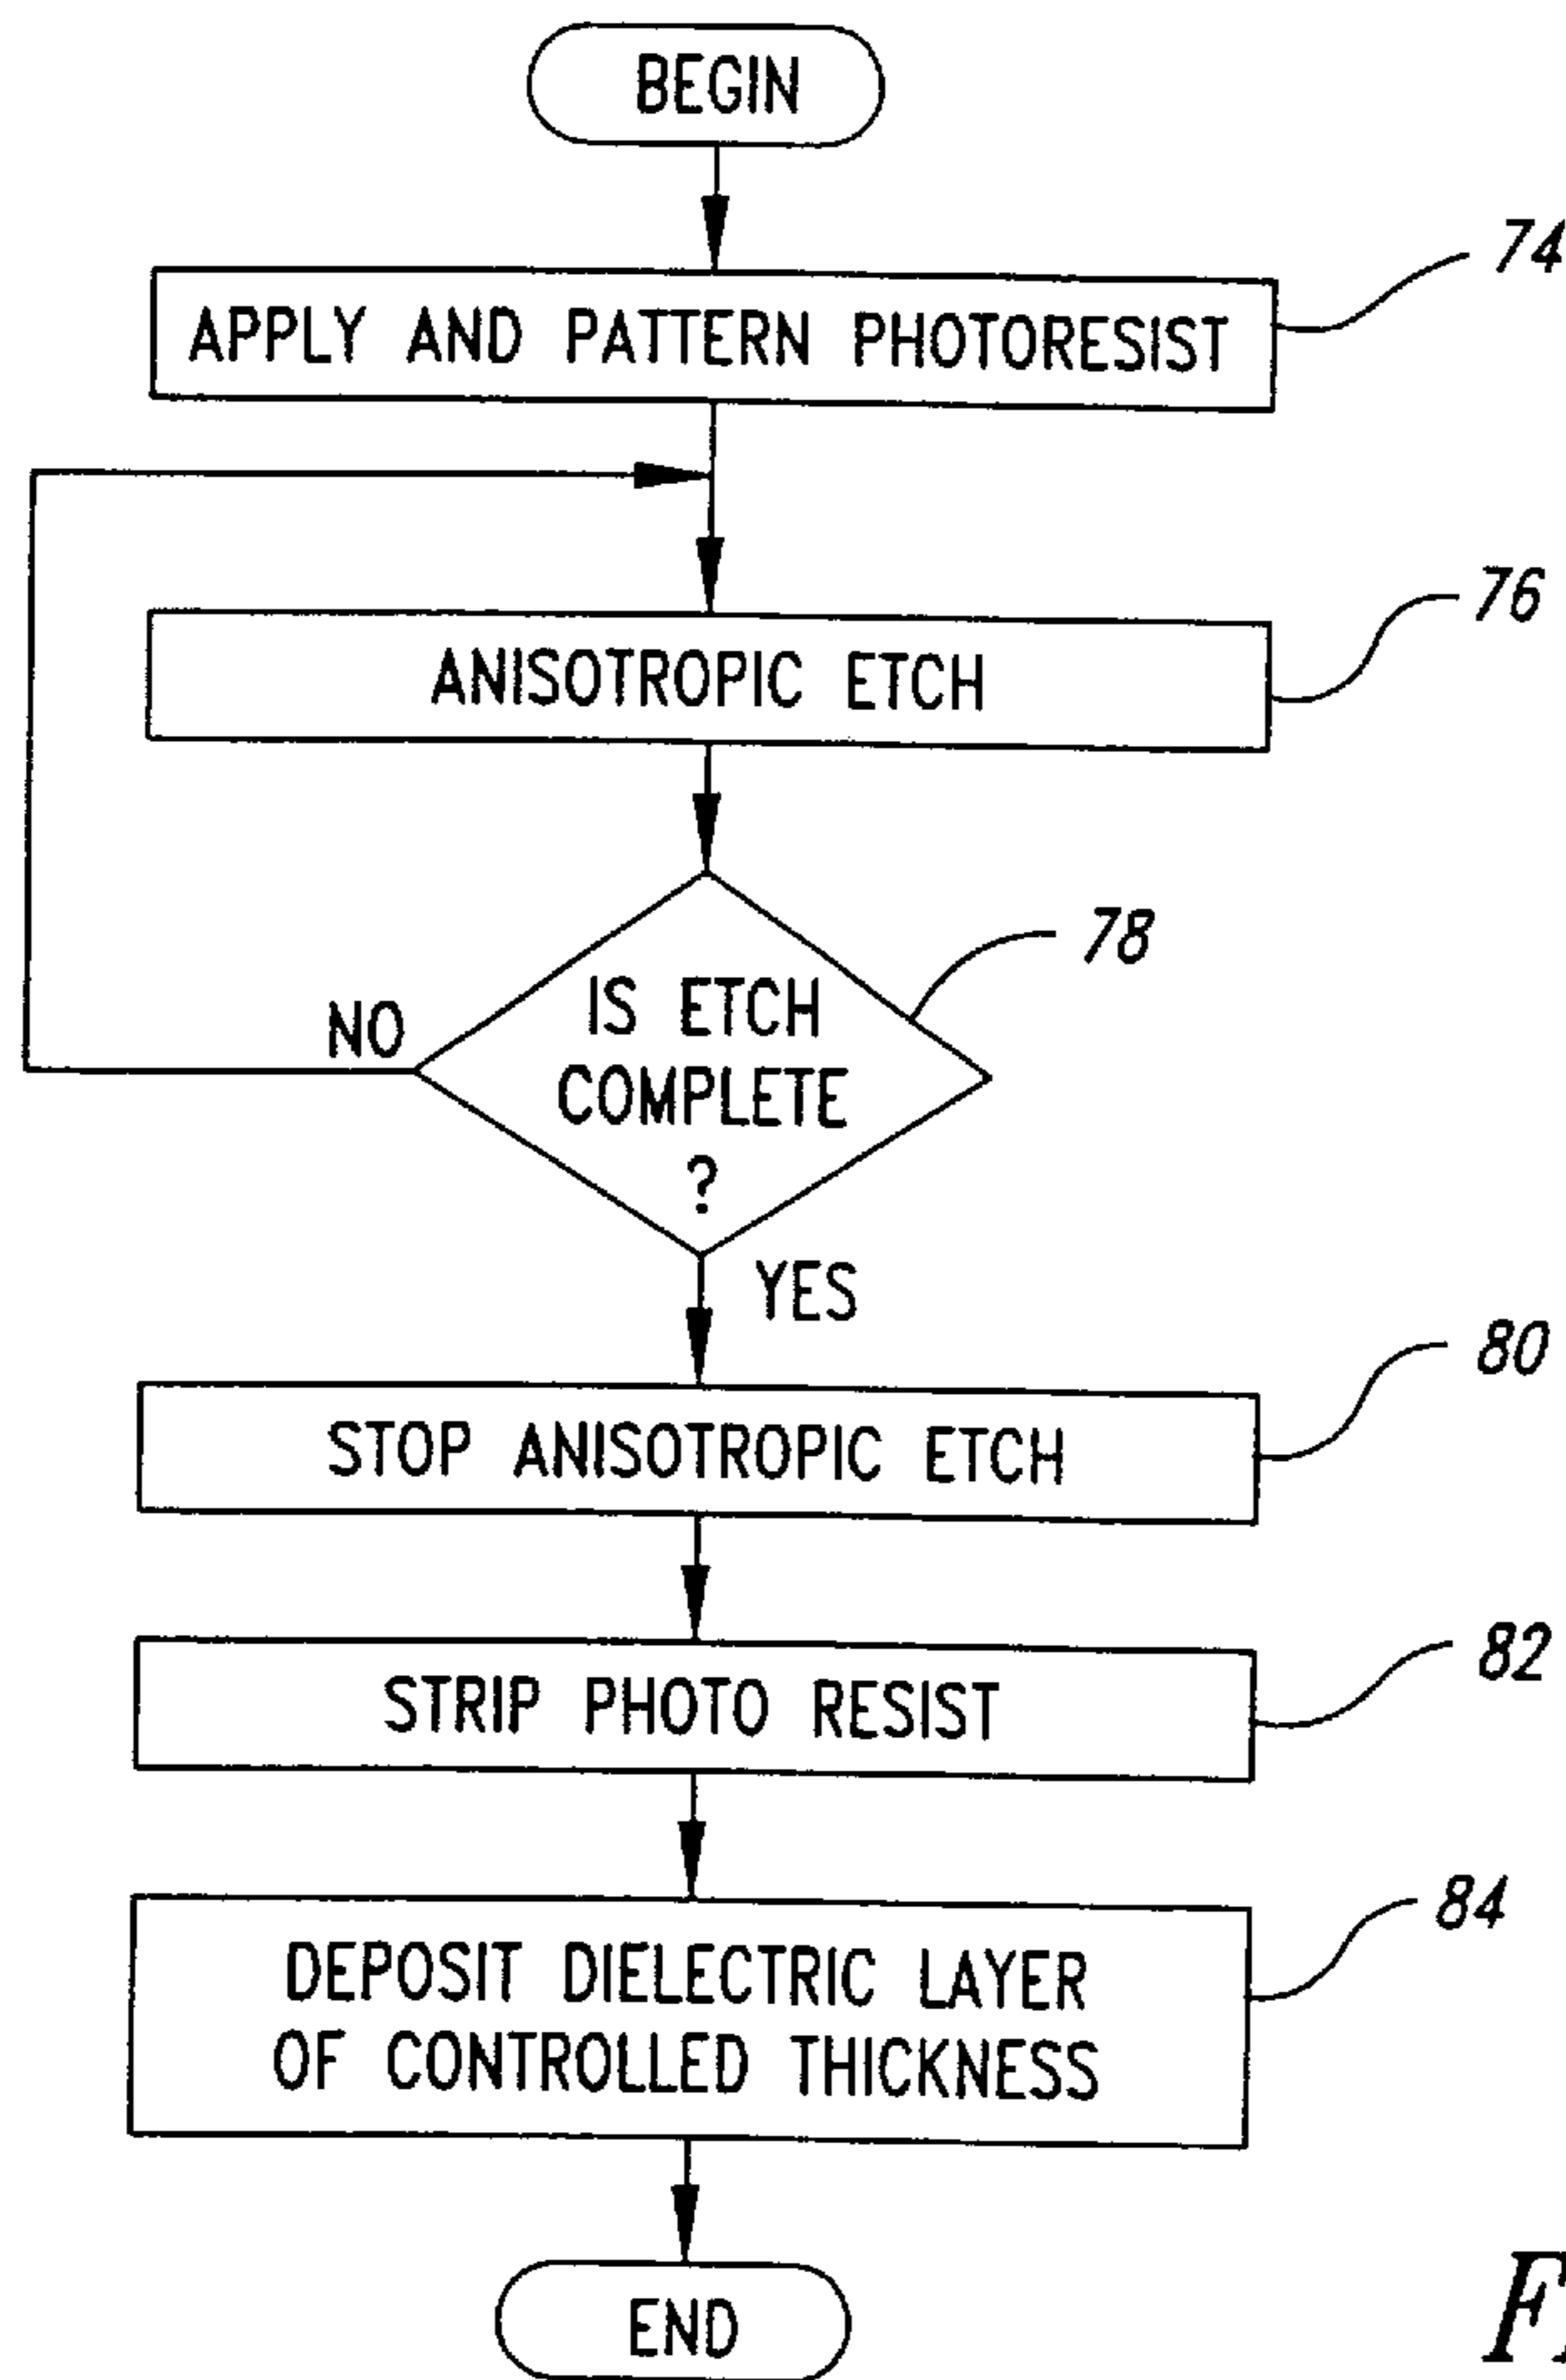 BEGIN
74
APPLY AND PATTERN PHOTORESIST
76
ANISOTROPIC ETCH
78
IS ETCH
COMPLETE
?
NO
YES
80
STOP ANISOTROPIC ETCH
82
STRIP PHOTO RESIST
84
DEPOSIT DIELECTRIC LAYER
OF CONTROLLED THICKNESS
END